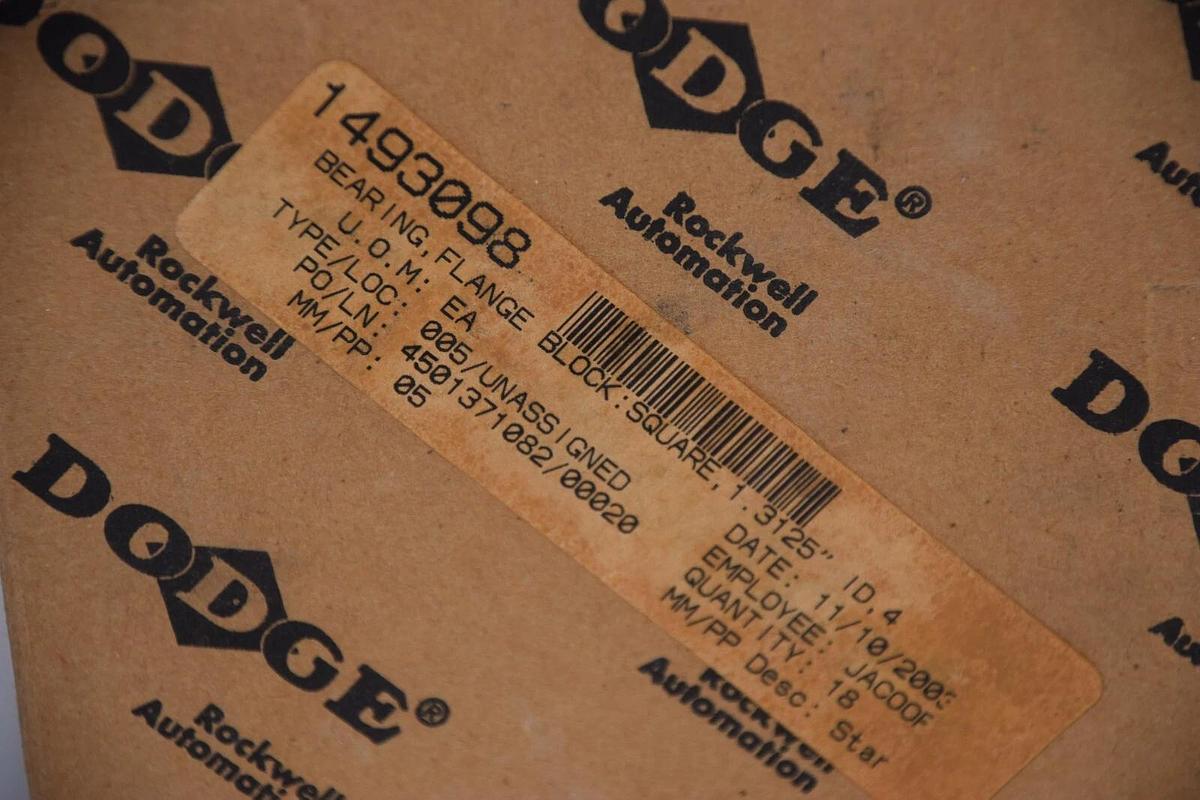 DODGE®
Rockwell
Automation
DODGE®
Rockwell
Automation
DODGE®
Rockwell
Automation
Rockwell
Automation
1493098
BEARING,FLANGE BLOCK:SQUARE,1.3125" ID,4
U.O.M: EA
TYPE/LOC: 005/UNASSIGNED
PO/LN: 4501371082/00020
MM/PP: 05
DATE: 11/10/200
EMPLOYEE: JACOOF
QUANTITY: 18
MM/PP Desc: Star